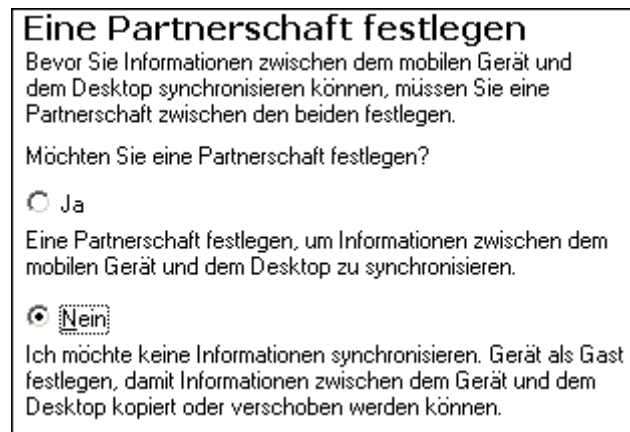 Eine Partnerschaft festlegen
Bevor Sie Informationen zwischen dem mobilen Gerät und
dem Desktop synchronisieren können, müssen Sie eine
Partnerschaft zwischen den beiden festlegen.
Möchten Sie eine Partnerschaft festlegen?
Ja
Eine Partnerschaft festlegen, um Informationen zwischen dem
mobilen Gerät und dem Desktop zu synchronisieren.
Nein
Ich möchte keine Informationen synchronisieren. Gerät als Gast
festlegen, damit Informationen zwischen dem Gerät und dem
Desktop kopiert oder verschoben werden können.